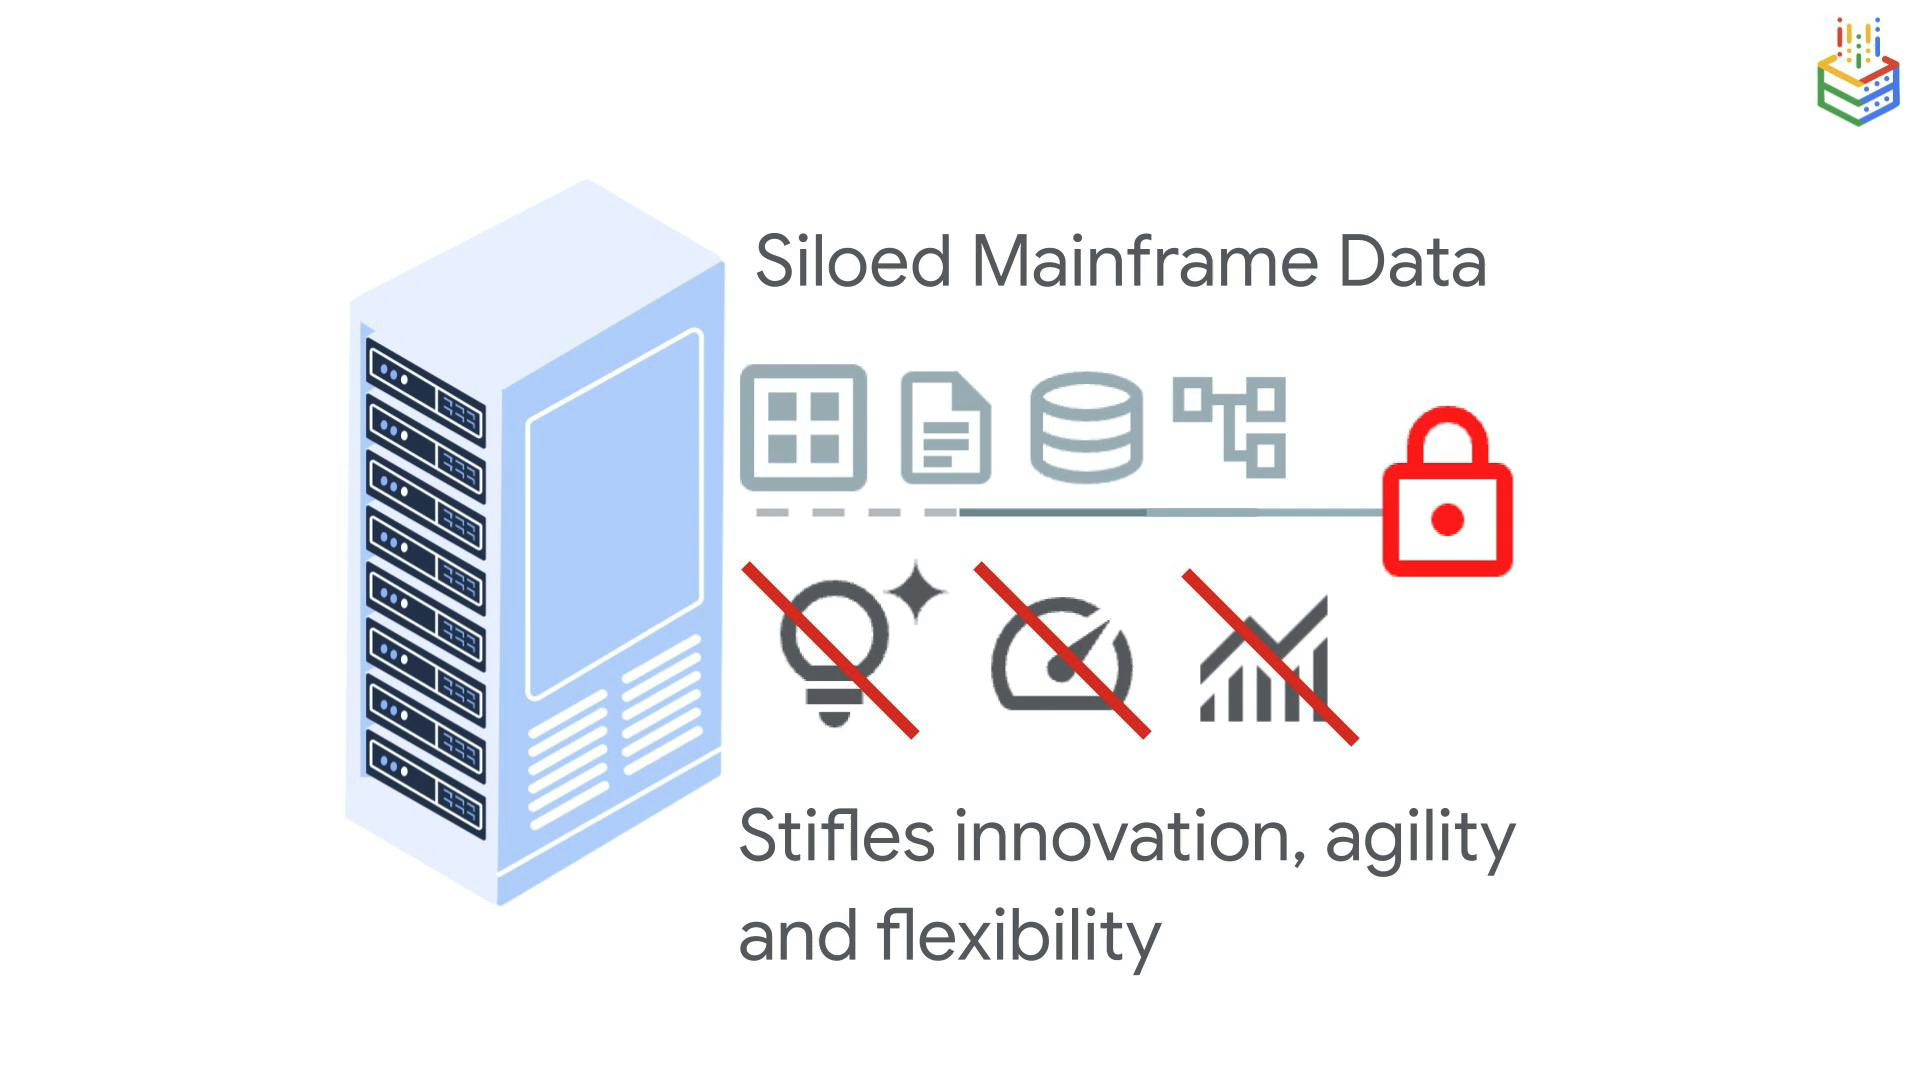 Siloed Mainframe Data
Stifles innovation, agility
and flexibility